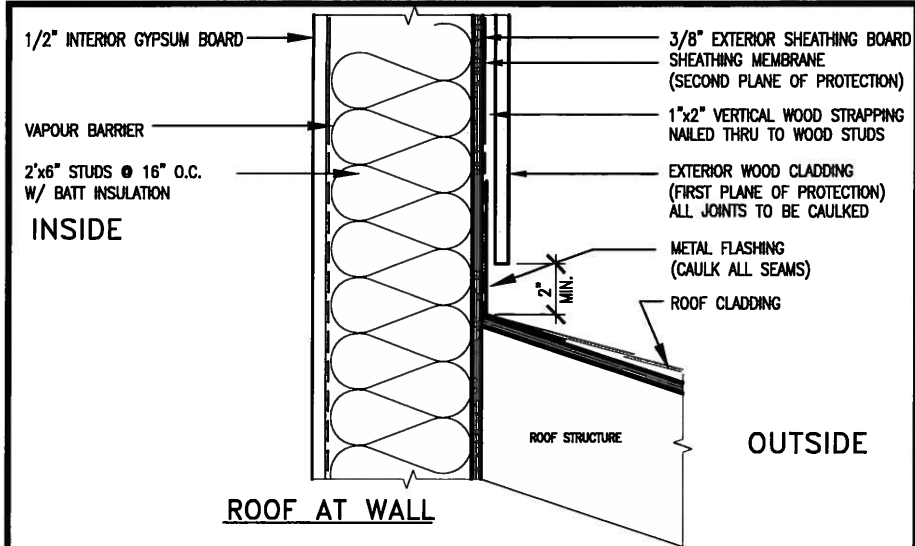 1/2" INTERIOR GYPSUM BOARD
VAPOUR BARRIER
2'x6" STUDS @ 16" O.C.
W/ BATT INSULATION
INSIDE
3/8" EXTERIOR SHEATHING BOARD
SHEATHING MEMBRANE
(SECOND PLANE OF PROTECTION)
1"x2" VERTICAL WOOD STRAPPING
NAILED THRU TO WOOD STUDS
EXTERIOR WOOD CLADDING
(FIRST PLANE OF PROTECTION)
ALL JOINTS TO BE CAULKED
METAL FLASHING
(CAULK ALL SEAMS)
ROOF CLADDING
2"
MIN.
ROOF STRUCTURE
OUTSIDE
ROOF AT WALL